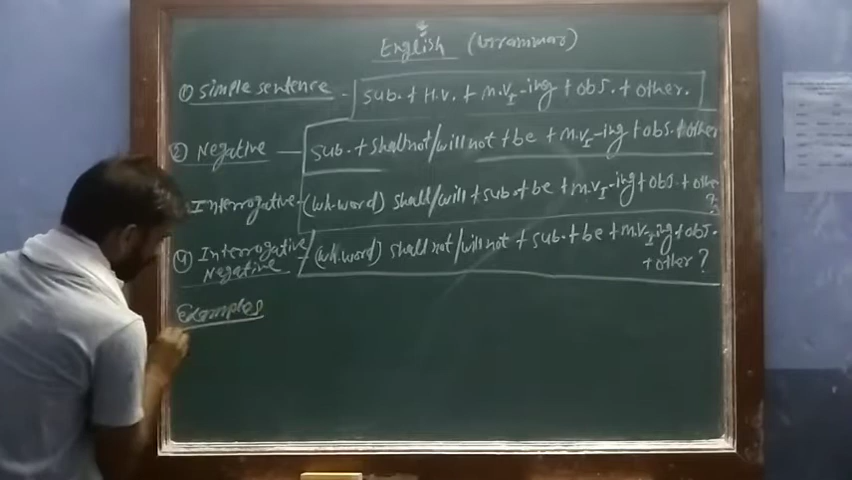 English (Grammar)
① Simple sentence - Sub. + H.V. + M.V.I-ing + obj. + other.
② Negative - Sub. + shall not/will not + be + M.V.I-ing + obj. + other
Interrogative - (wh-word) shall/will + sub. + be + M.V.I-ing + obj. + other
?
④ Interrogative/ - (wh.word) shall not/will not + sub. + be + M.V.I-ing + obj.
Negative + other ?
Examples